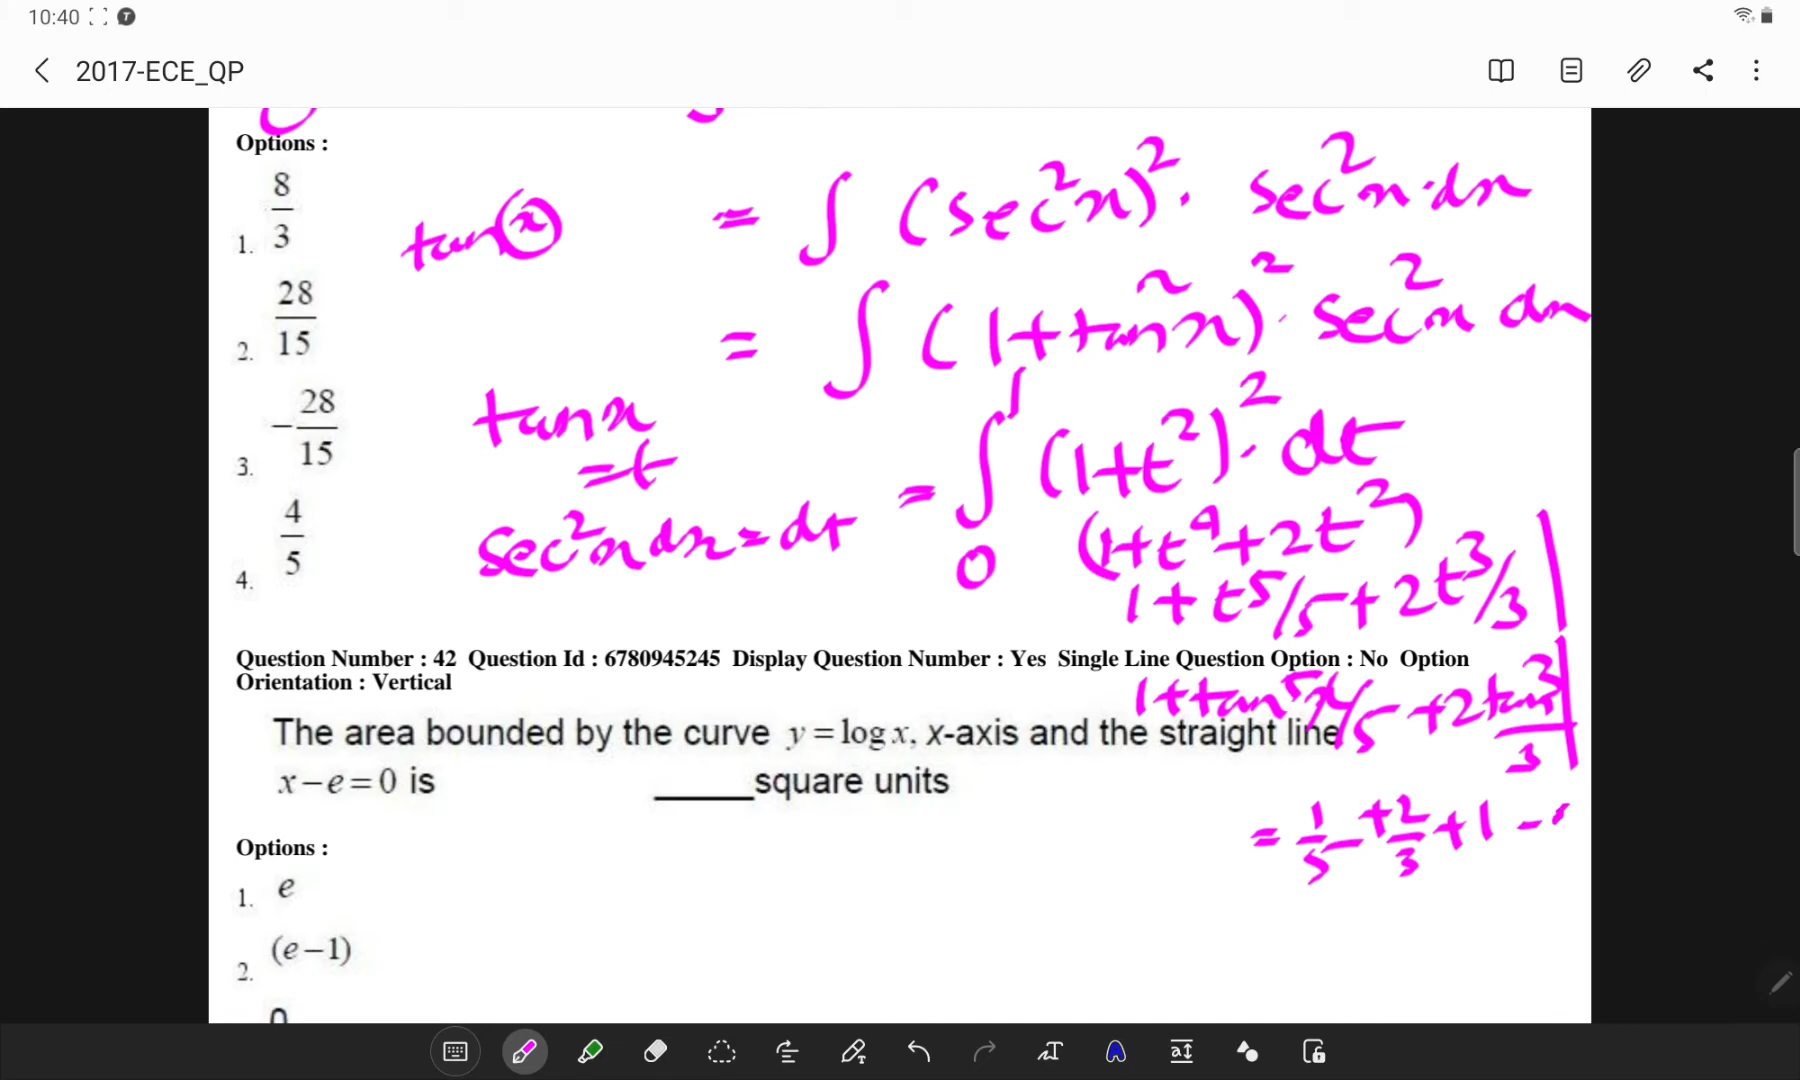 10:40
2017-ECE_QP
Options :
1. 8/3
2. 28/15
3. -28/15
4. 4/5
tan(x)
= ∫ (sec²x)². sec²x.dx
= ∫ (1+tan²x)². sec²x dx
tanx
=t
sec²x dx = dt
= ∫₀¹ (1+t²)². dt
(1+t⁴+2t²)
1+t⁵/5+2t³/3|
Question Number : 42 Question Id : 6780945245 Display Question Number : Yes Single Line Question Option : No Option
Orientation : Vertical
1+tan⁵x/5+2tan³/3|
The area bounded by the curve y = log x, x-axis and the straight line
x − e = 0 is _____square units
= 1/5 + 2/3 + 1 -
Options :
1. e
2. (e−1)